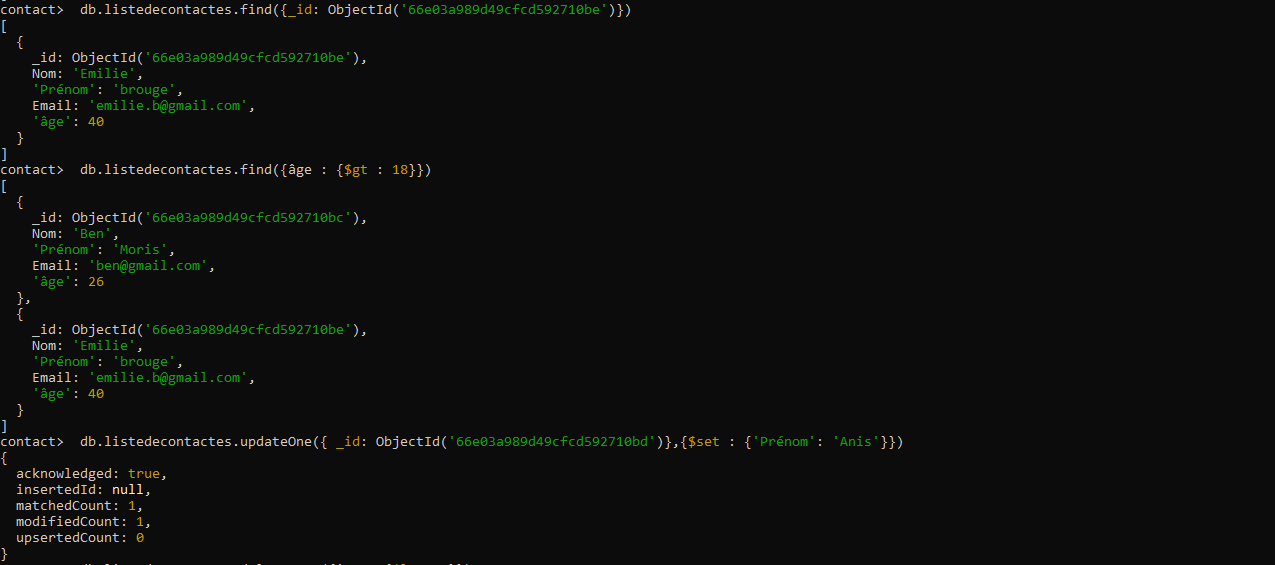 contact>  db.listedecontactes.find({_id: ObjectId('66e03a989d49cfcd592710be')})
[
  {
    _id: ObjectId('66e03a989d49cfcd592710be'),
    Nom: 'Emilie',
    'Prénom': 'brouge',
    Email: 'emilie.b@gmail.com',
    'âge': 40
  }
]
contact>  db.listedecontactes.find({âge : {$gt : 18}})
[
  {
    _id: ObjectId('66e03a989d49cfcd592710bc'),
    Nom: 'Ben',
    'Prénom': 'Moris',
    Email: 'ben@gmail.com',
    'âge': 26
  },
  {
    _id: ObjectId('66e03a989d49cfcd592710be'),
    Nom: 'Emilie',
    'Prénom': 'brouge',
    Email: 'emilie.b@gmail.com',
    'âge': 40
  }
]
contact>  db.listedecontactes.updateOne({ _id: ObjectId('66e03a989d49cfcd592710bd')},{$set : {'Prénom': 'Anis'}})
{
  acknowledged: true,
  insertedId: null,
  matchedCount: 1,
  modifiedCount: 1,
  upsertedCount: 0
}